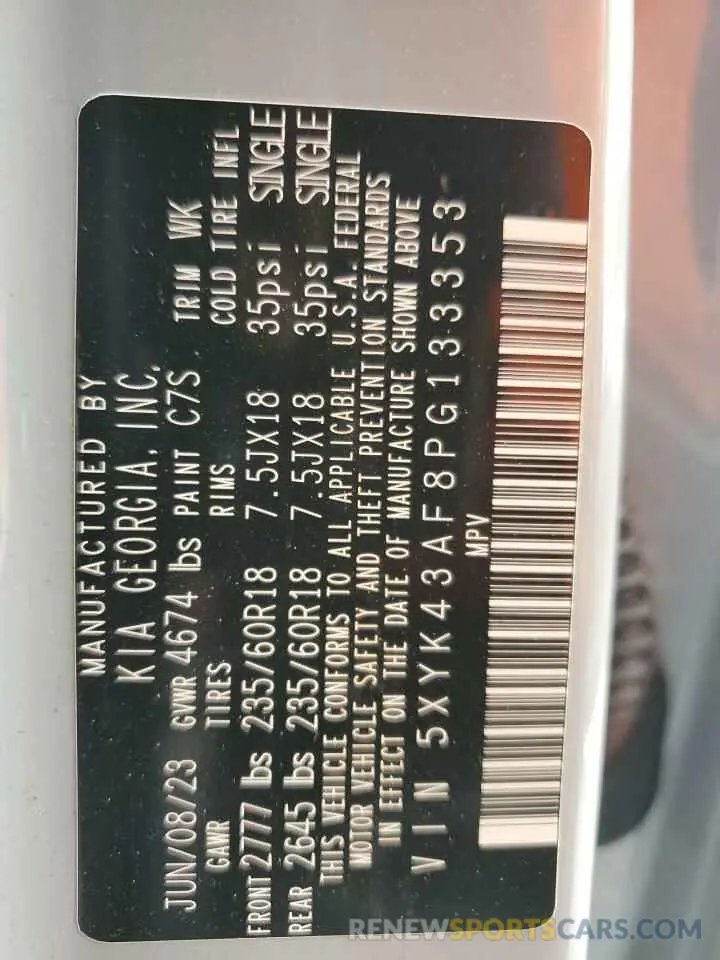 MANUFACTURED BY
KIA GEORGIA, INC.
JUN/08/23 GVWR 4674 lbs PAINT C7S TRIM WK
GAWR TIRES RIMS COLD TIRE INFL
FRONT 2777 lbs 235/60R18 7.5JX18 35psi SINGLE
REAR 2645 lbs 235/60R18 7.5JX18 35psi SINGLE
THIS VEHICLE CONFORMS TO ALL APPLICABLE U.S.A. FEDERAL
MOTOR VEHICLE SAFETY AND THEFT PREVENTION STANDARDS
IN EFFECT ON THE DATE OF MANUFACTURE SHOWN ABOVE
VIN 5XYK43AF8PG133353
MPV
RENEWSPORTSCARS.COM